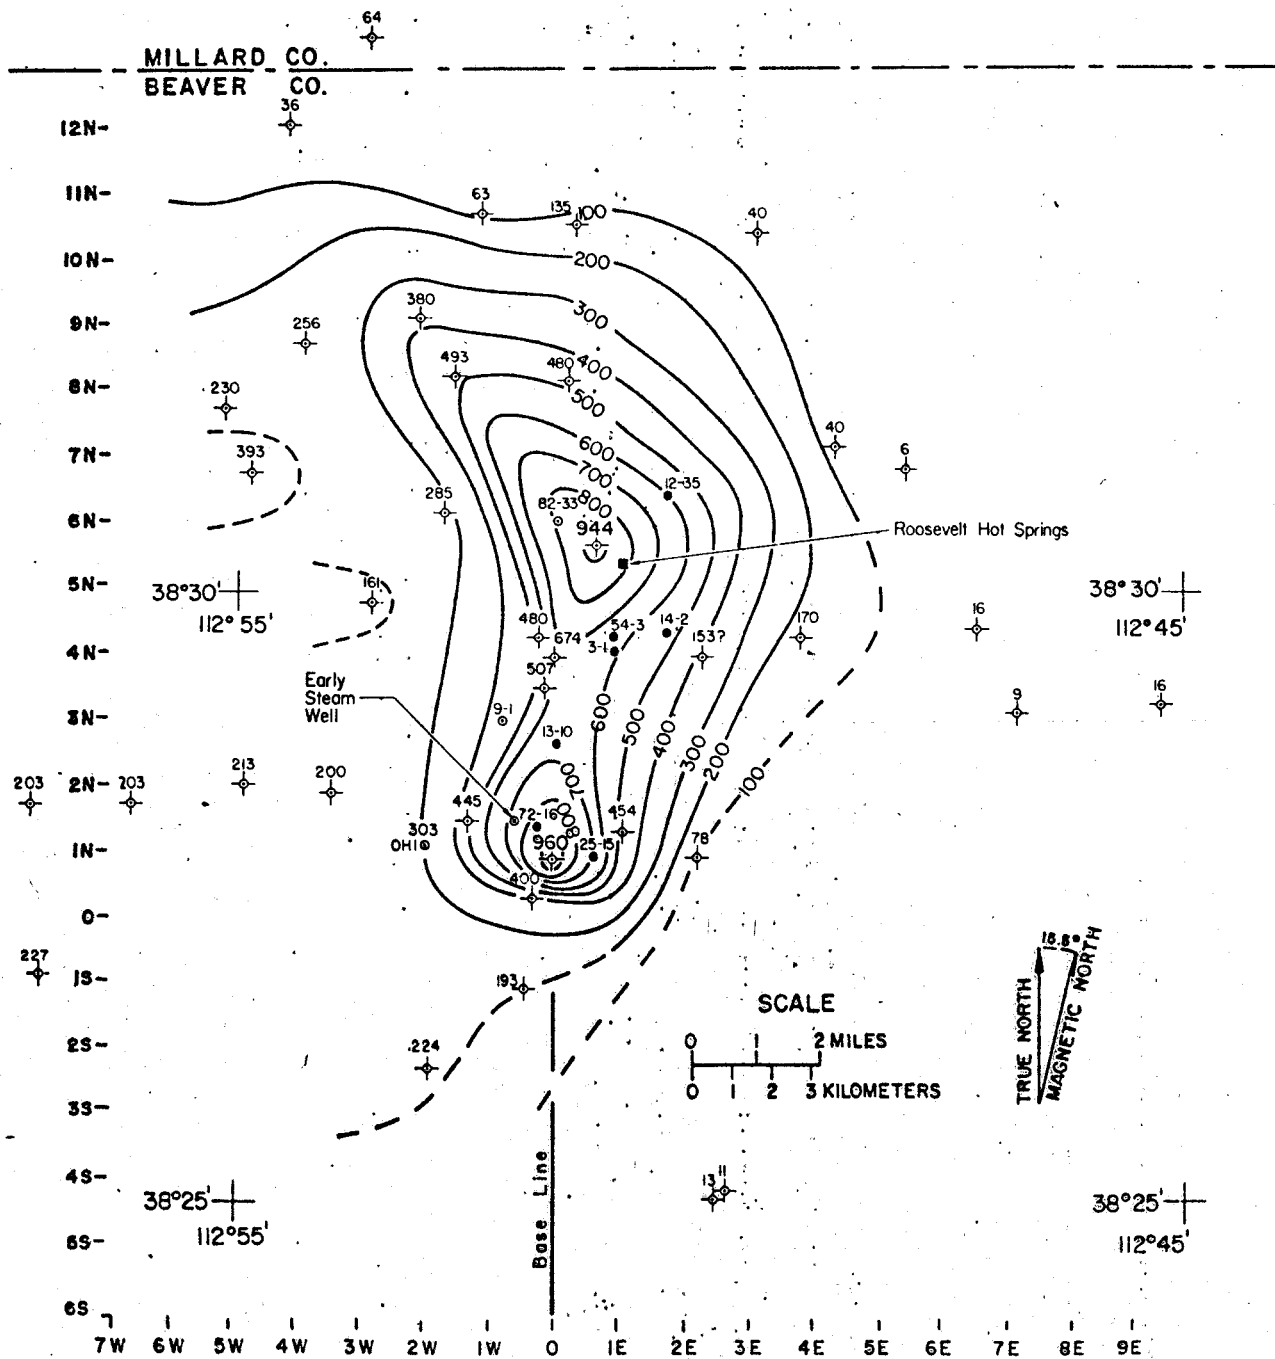 64
MILLARD CO.
BEAVER CO.
36
12N
11N
63
135
100
40
10N
200
380
300
9N
256
400
493
480
8N
230
500
40
7N
600
6
393
700
12-35
285
800
82-33
6N
944
Roosevelt Hot Springs
5N
38°30'
161
38°30'
112°55'
112°45'
480
54-3
14-2
170
16
674
4N
3-1
153?
507
Early
Steam
Well
9
16
3N
9-1
600
500
400
300
200
13-10
100
213
200
2N
203
203
700
445
72-16
800
454
303
OH1
1N
960
25-15
78
400
0
227
1S
193
18.8°
TRUE NORTH
MAGNETIC NORTH
SCALE
0 1 2 MILES
0 1 2 3 KILOMETERS
2S
224
3S
4S
13
11
38°25'
38°25'
112°55'
112°45'
5S
Base Line
6S
7W 6W 5W 4W 3W 2W 1W 0 1E 2E 3E 4E 5E 6E 7E 8E 9E